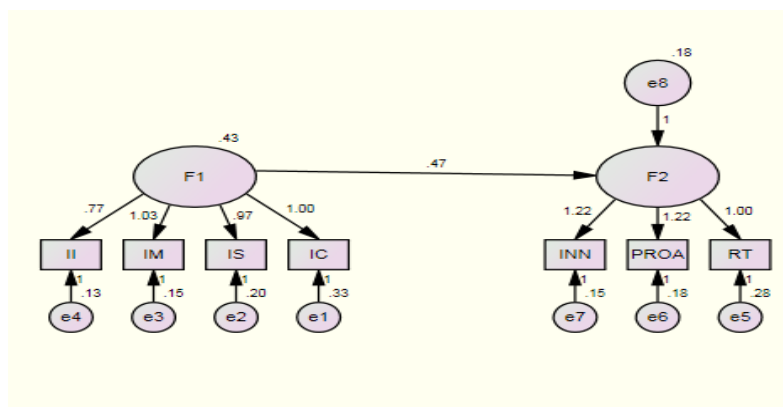 .18
e8
1
.43
F1
.47
F2
.77
1.03
.97
1.00
1.22
1.22
1.00
II
IM
IS
IC
INN
PROA
RT
1
1
1
1
1
1
1
.13
.15
.20
.33
.15
.18
.28
e4
e3
e2
e1
e7
e6
e5